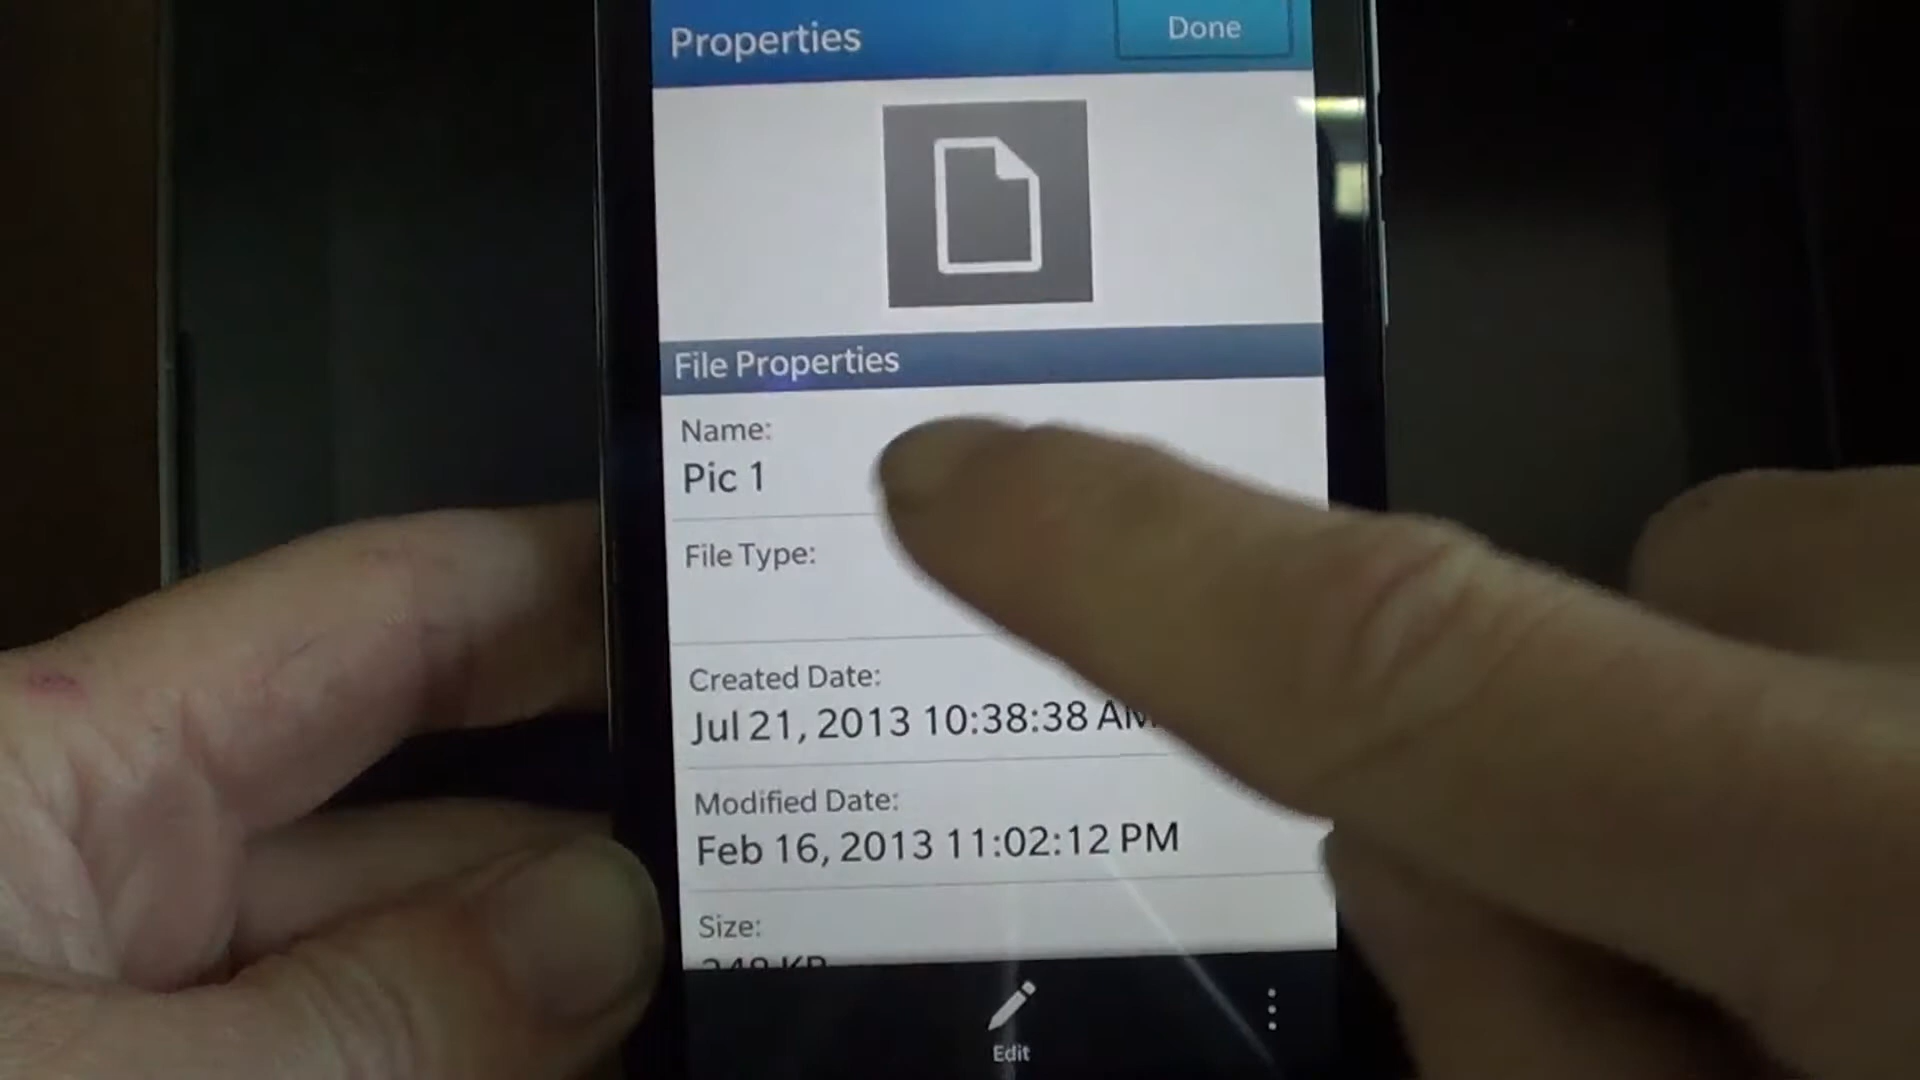 Properties
Done
File Properties
Name:
Pic 1
File Type:
Created Date:
Jul 21, 2013 10:38:38 AM
Modified Date:
Feb 16, 2013 11:02:12 PM
Size:
Edit